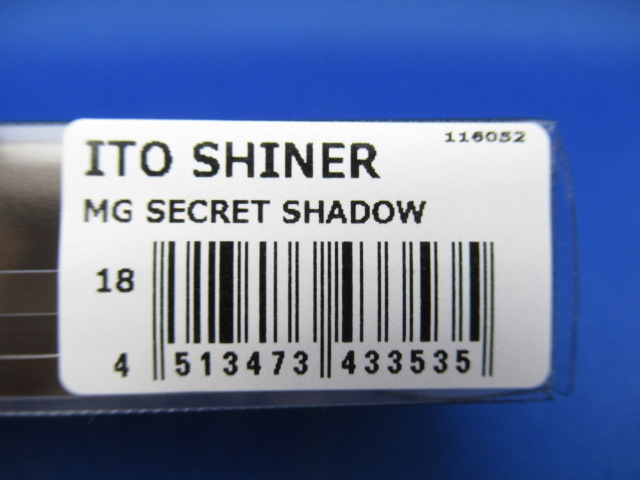 116052
ITO SHINER
MG SECRET SHADOW
18
4 513473 433535